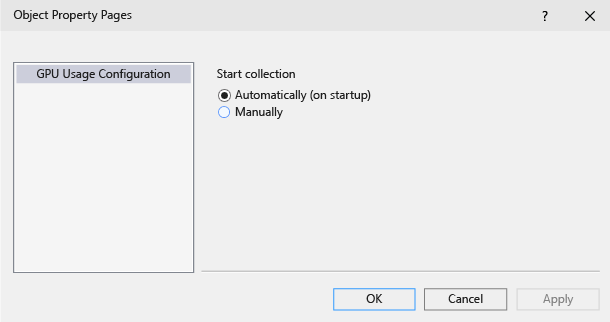 Object Property Pages
?
GPU Usage Configuration
Start collection
Automatically (on startup)
Manually
OK
Cancel
Apply